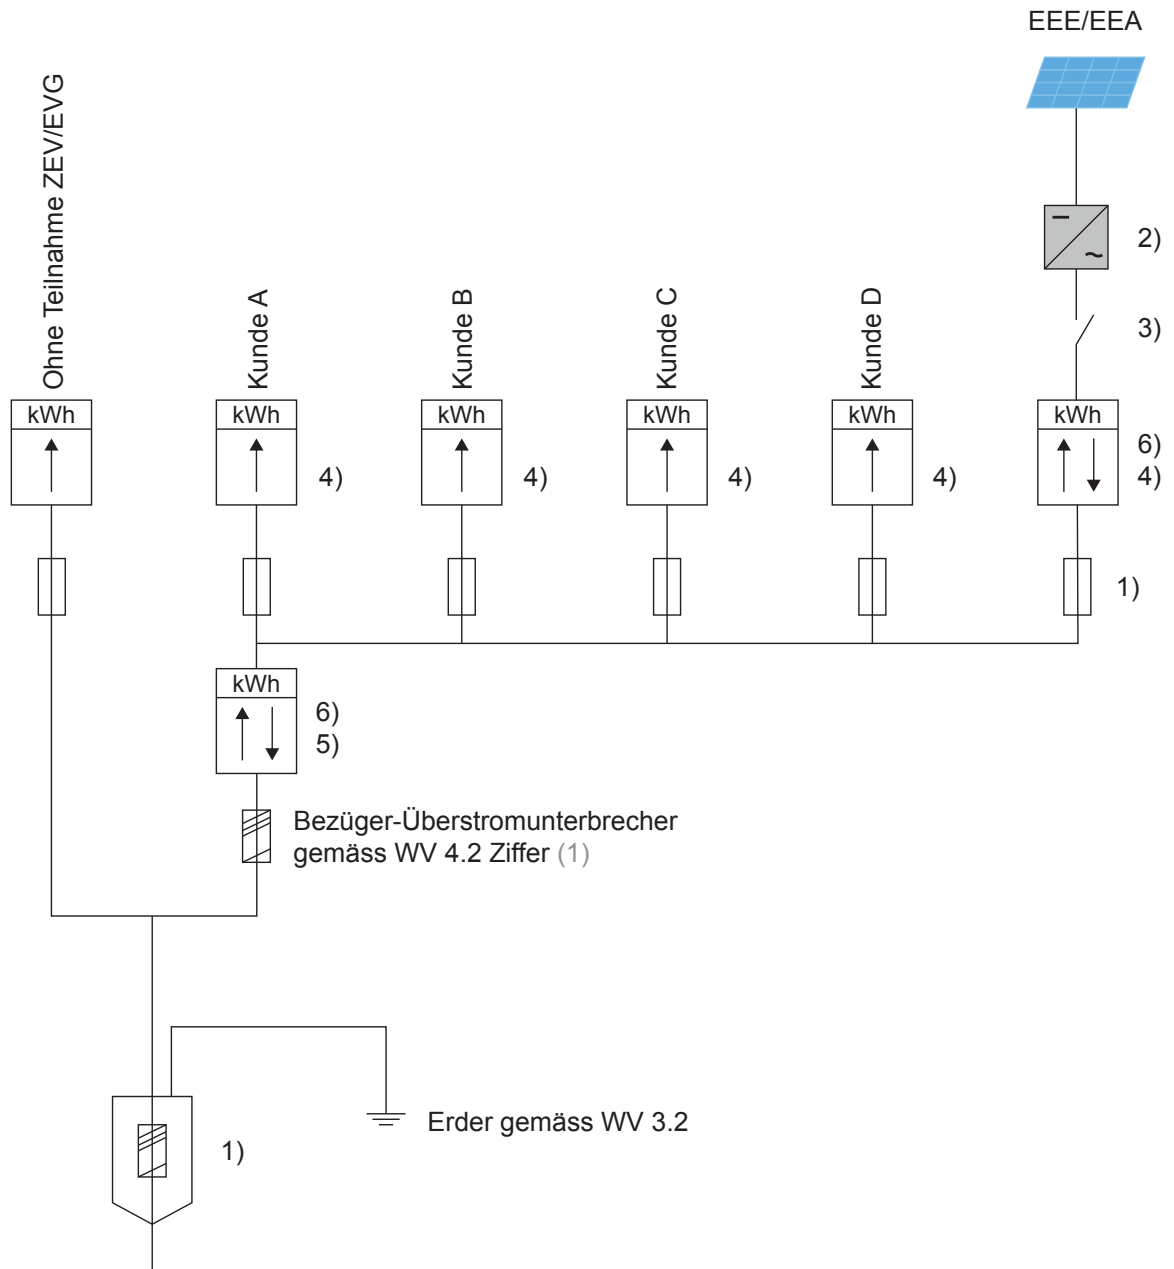 EEE/EEA
2)
3)
Ohne Teilnahme ZEV/EVG
Kunde A
Kunde B
Kunde C
Kunde D
kWh
kWh
kWh
kWh
kWh
kWh
4)
4)
4)
4)
6)
4)
1)
kWh
6)
5)
Bezüger-Überstromunterbrecher
gemäss WV 4.2 Ziffer (1)
Erder gemäss WV 3.2
1)